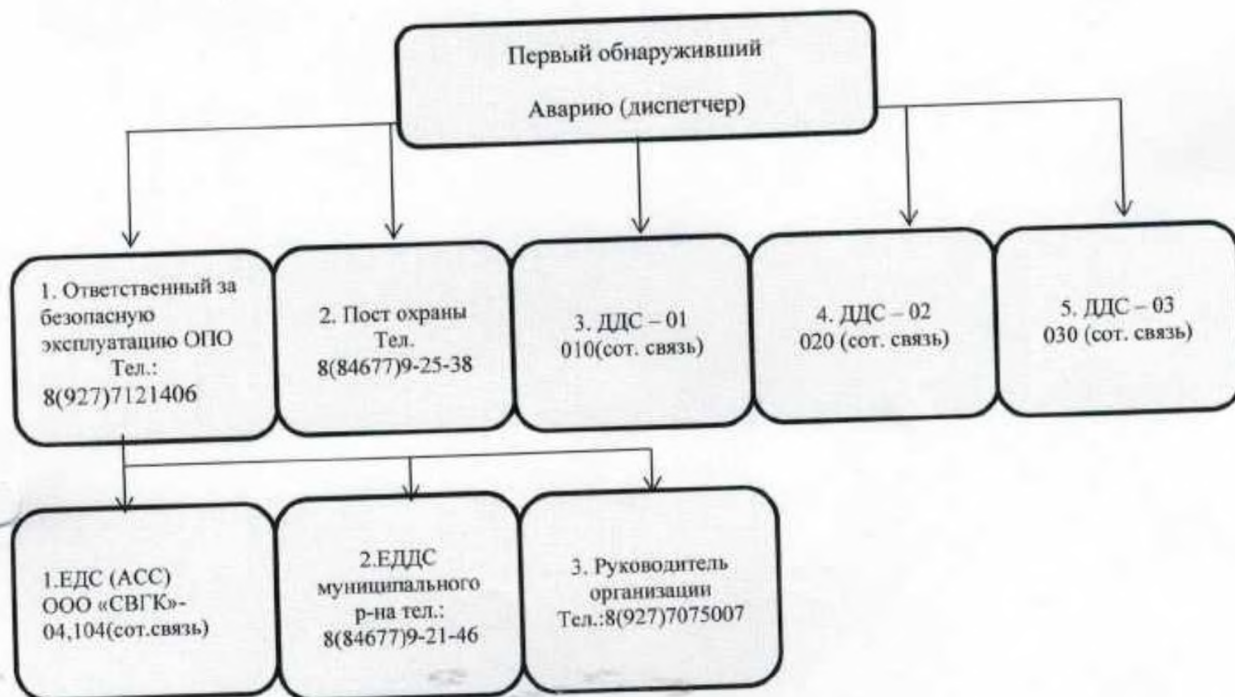 Первый обнаруживший
Аварию (диспетчер)
1. Ответственный за
безопасную
эксплуатацию ОПО
Тел.:
8(927)7121406
2. Пост охраны
Тел.
8(84677)9-25-38
3. ДДС – 01
010(сот. связь)
4. ДДС – 02
020 (сот. связь)
5. ДДС – 03
030 (сот. связь)
1.ЕДС (АСС)
ООО «СВГК»-
04,104(сот.связь)
2.ЕДДС
муниципального
р-на тел.:
8(84677)9-21-46
3. Руководитель
организации
Тел.:8(927)7075007